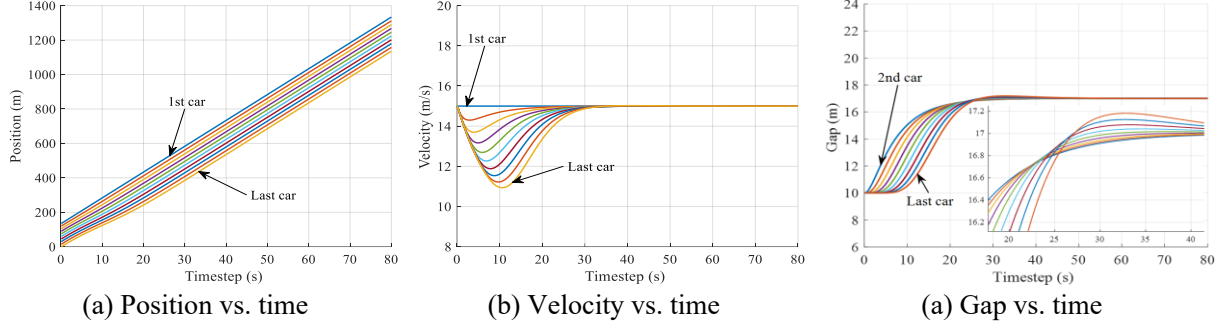 1400
1200
1000
800
600
400
200
0
Position (m)
1st car
Last car
0 10 20 30 40 50 60 70 80
Timestep (s)
(a) Position vs. time
20
18
16
14
12
10
8
Velocity (m/s)
1st car
Last car
0 10 20 30 40 50 60 70 80
Timestep (s)
(b) Velocity vs. time
24
22
20
18
16
14
12
10
8
6
Gap (m)
2nd car
Last car
17.2
17
16.8
16.6
16.4
16.2
20 25 30 35 40
0 10 20 30 40 50 60 70 80
Timestep (s)
(a) Gap vs. time